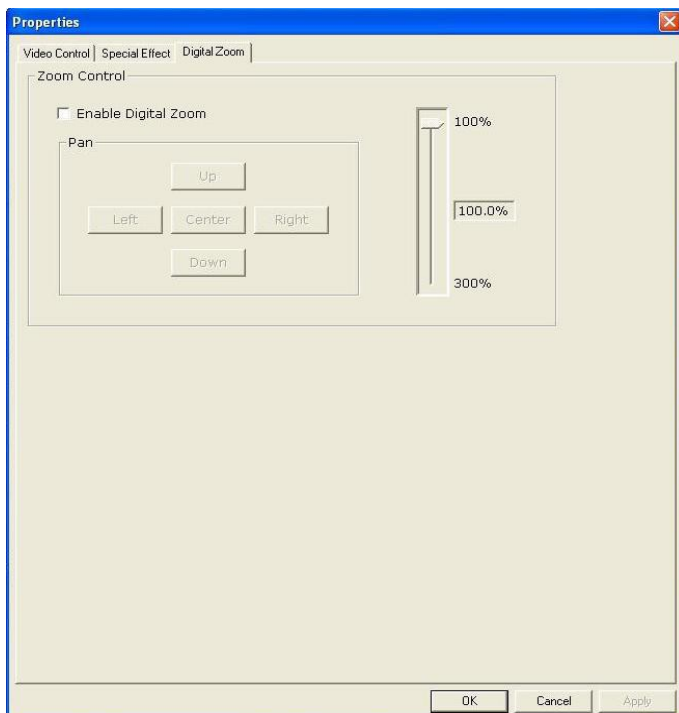 Properties
Video Control Special Effect Digital Zoom
Zoom Control
Enable Digital Zoom
100%
Pan
Up
Left Center Right
100.0%
Down
300%
OK Cancel Apply